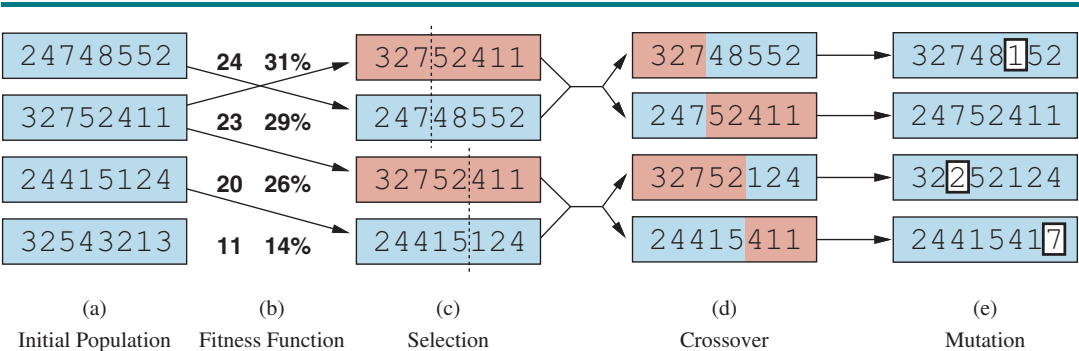 24748552 24 31% 32752411 32748552 32748152
32752411 23 29% 24748552 24752411 24752411
24415124 20 26% 32752411 32752124 32252124
32543213 11 14% 24415124 24415411 24415417
(a) (b) (c) (d) (e)
Initial Population Fitness Function Selection Crossover Mutation